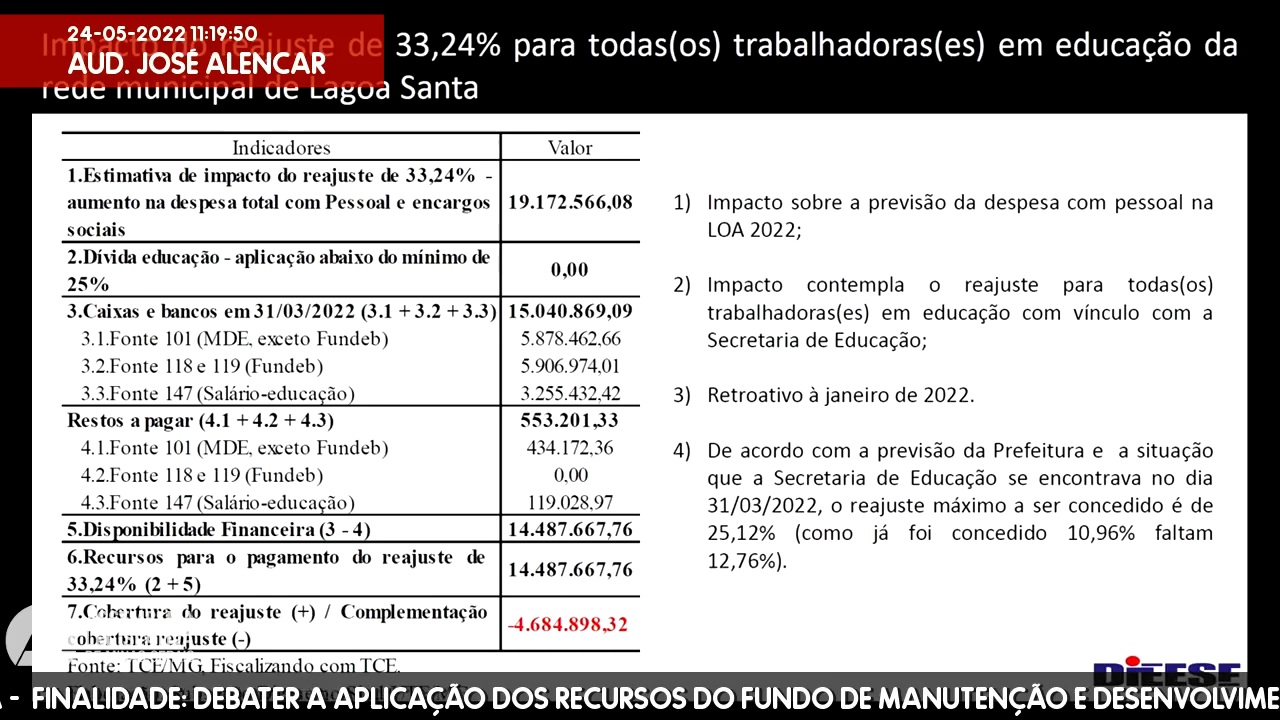 24-05-2022 11:19:50
AUD. JOSÉ ALENCAR
Impacto do reajuste de 33,24% para todas(os) trabalhadoras(es) em educação da
rede municipal de Lagoa Santa
Indicadores Valor
1.Estimativa de impacto do reajuste de 33,24% -
aumento na despesa total com Pessoal e encargos 19.172.566,08
sociais
2.Dívida educação - aplicação abaixo do mínimo de
25% 0,00
3.Caixas e bancos em 31/03/2022 (3.1 + 3.2 + 3.3) 15.040.869,09
3.1.Fonte 101 (MDE, exceto Fundeb) 5.878.462,66
3.2.Fonte 118 e 119 (Fundeb) 5.906.974,01
3.3.Fonte 147 (Salário-educação) 3.255.432,42
Restos a pagar (4.1 + 4.2 + 4.3) 553.201,33
4.1.Fonte 101 (MDE, exceto Fundeb) 434.172,36
4.2.Fonte 118 e 119 (Fundeb) 0,00
4.3.Fonte 147 (Salário-educação) 119.028,97
5.Disponibilidade Financeira (3 - 4) 14.487.667,76
6.Recursos para o pagamento do reajuste de
33,24% (2 + 5) 14.487.667,76
7.Cobertura do reajuste (+) / Complementação
cobertura reajuste (-) -4.684.898,32
Fonte: TCE/MG, Fiscalizando com TCE.
1) Impacto sobre a previsão da despesa com pessoal na
LOA 2022;
2) Impacto contempla o reajuste para todas(os)
trabalhadoras(es) em educação com vínculo com a
Secretaria de Educação;
3) Retroativo à janeiro de 2022.
4) De acordo com a previsão da Prefeitura e a situação
que a Secretaria de Educação se encontrava no dia
31/03/2022, o reajuste máximo a ser concedido é de
25,12% (como já foi concedido 10,96% faltam
12,76%).
DIEESE
- FINALIDADE: DEBATER A APLICAÇÃO DOS RECURSOS DO FUNDO DE MANUTENÇÃO E DESENVOLVIME